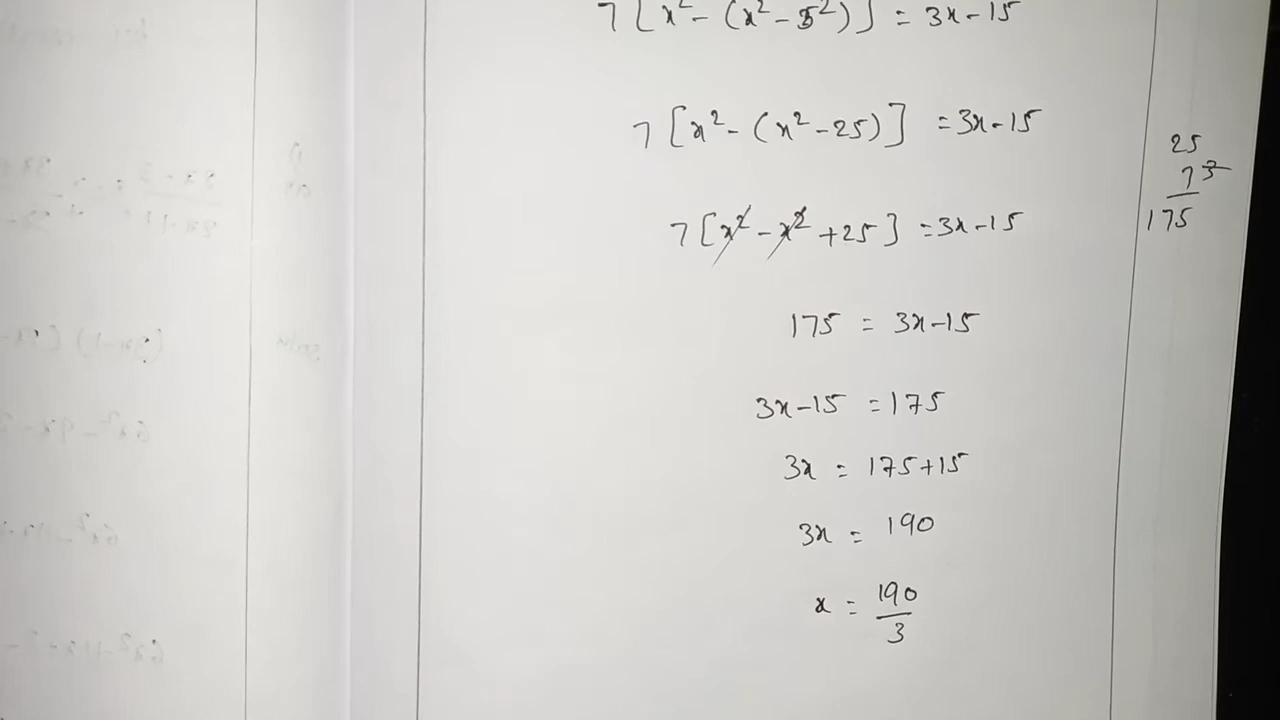 7 [x² - (x² - 5²)] = 3x - 15
7 [x² - (x² - 25)] = 3x - 15
7 [x² - x² + 25] = 3x - 15
175 = 3x - 15
3x - 15 = 175
3x = 175 + 15
3x = 190
x = 190/3
25
7 3
175